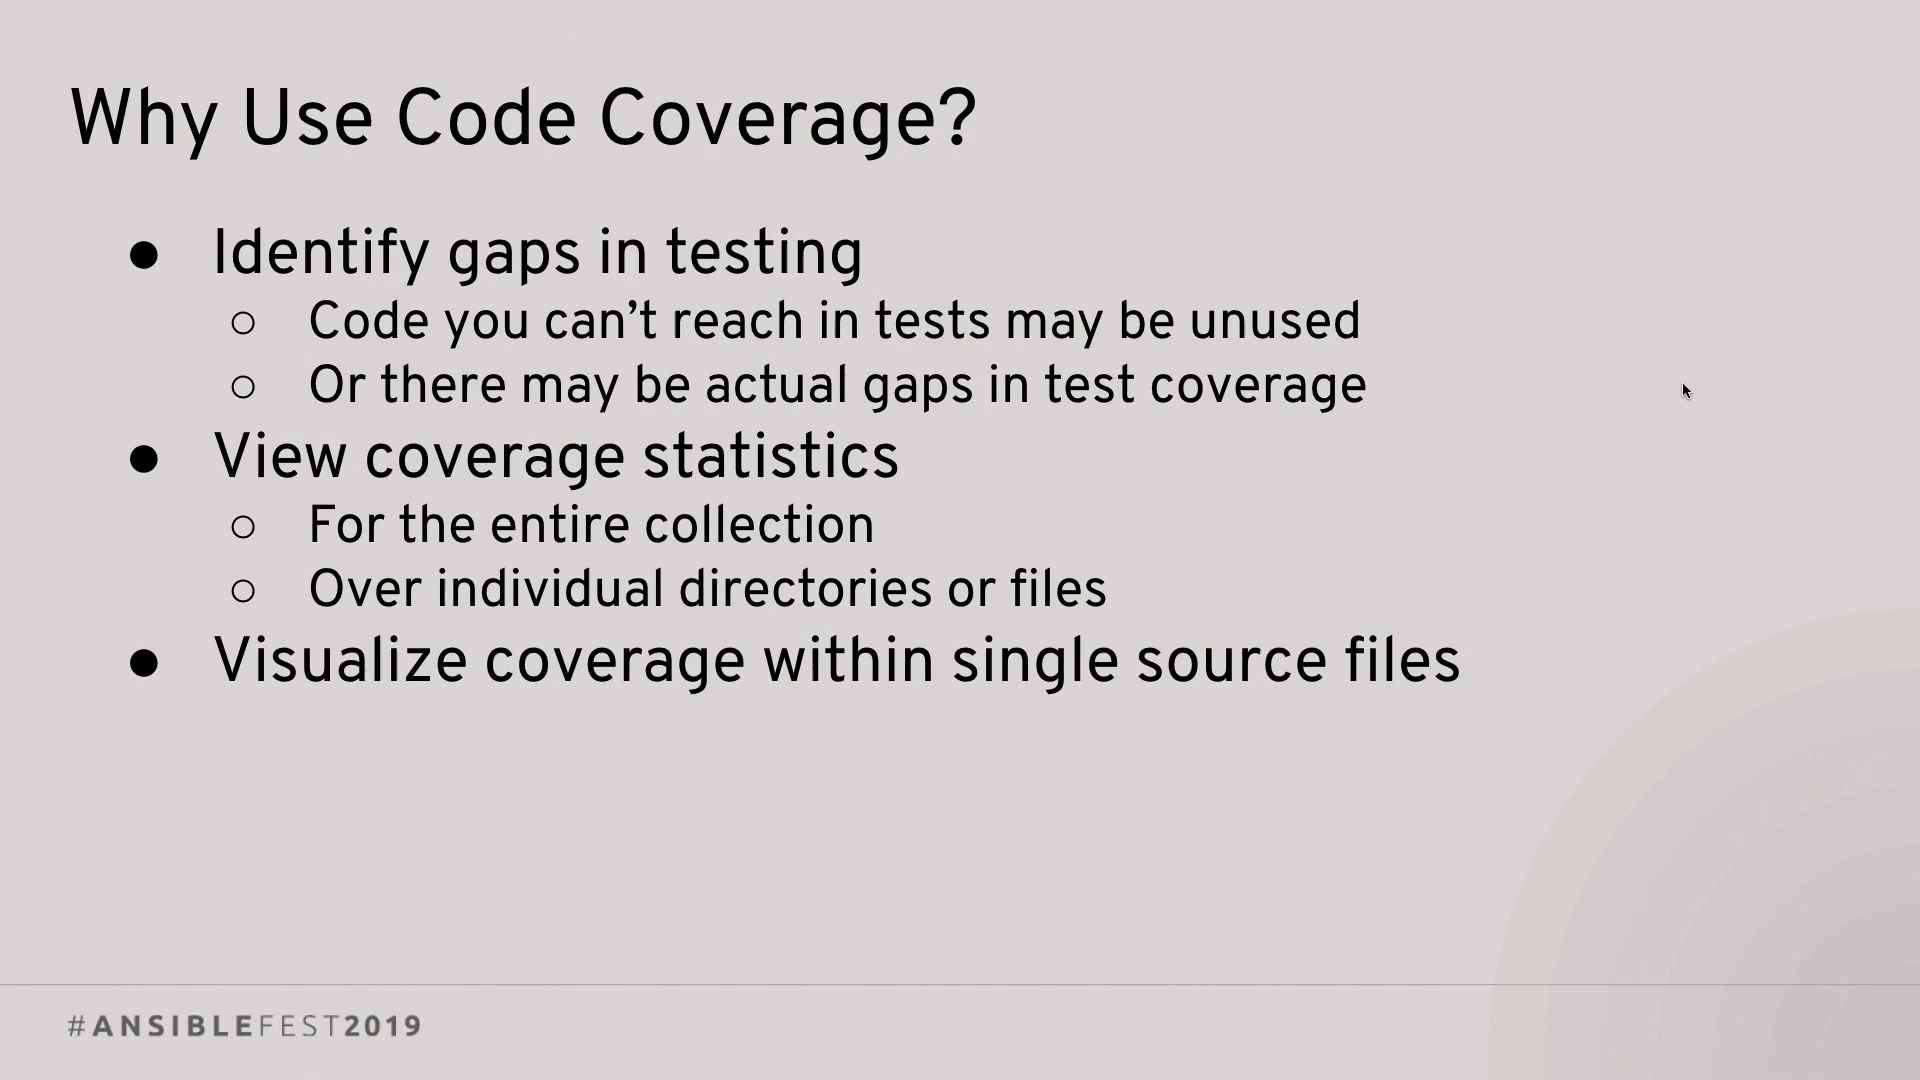 Why Use Code Coverage?
● Identify gaps in testing
○ Code you can’t reach in tests may be unused
○ Or there may be actual gaps in test coverage
● View coverage statistics
○ For the entire collection
○ Over individual directories or files
● Visualize coverage within single source files
#ANSIBLEFEST2019